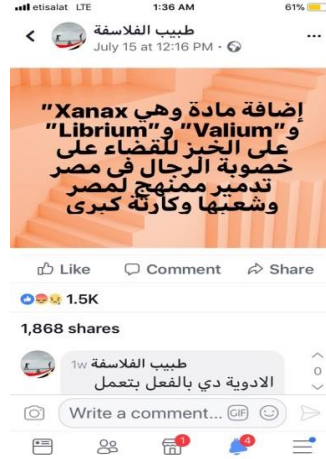 etisalat LTE 1:36 AM 61%
طبيب الفلاسفة
July 15 at 12:16 PM ·
إضافة مادة وهي Xanax"
و"Valium" و"Librium"
على الخبز للقضاء على
خصوبة الرجال فى مصر
تدمير ممنهج لمصر
وشعبها وكارثة كبرى
Like Comment Share
1.5K
1,868 shares
طبيب الفلاسفة 1w
الادوية دي بالفعل بتعمل
0
Write a comment... GIF
1
4